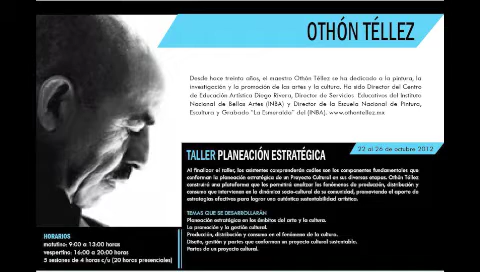 OTHÓN TÉLLEZ
Desde hace treinta años, el maestro Othón Téllez se ha dedicado a la pintura, la
investigación y la promoción de las artes y la cultura. Ha sido Director del Centro
de Educación Artística Diego Rivera, Director de Servicios Educativos del Instituto
Nacional de Bellas Artes (INBA) y Director de la Escuela Nacional de Pintura,
Escultura y Grabado "La Esmeralda" del (INBA). www.othontellez.mx
22 al 26 de octubre 2012
TALLER PLANEACIÓN ESTRATÉGICA
Al finalizar el taller, los asistentes comprenderán cuáles son los componentes fundamentales que
conforman la planeación estratégica de un Proyecto Cultural en sus diversas etapas. Othón Téllez
construirá una plataforma que les permitirá analizar los fenómenos de producción, distribución y
consumo que intervienen en la dinámica socio-cultural de su comunidad, promoviendo el aporte de
estrategias efectivas para lograr una auténtica sustentabilidad artística.
TEMAS QUE SE DESARROLLARÁN
Planeación estratégica en los ámbitos del arte y la cultura.
La promoción y la gestión cultural.
Producción, distribución y consumo en el fenómeno de la cultura.
Diseño, gestión y partes que conforman un proyecto cultural sustentable.
Partes de un proyecto cultural.
HORARIOS
matutino: 9:00 a 13:00 horas
vespertino: 16:00 a 20:00 horas
5 sesiones de 4 horas c/u (20 horas presenciales)